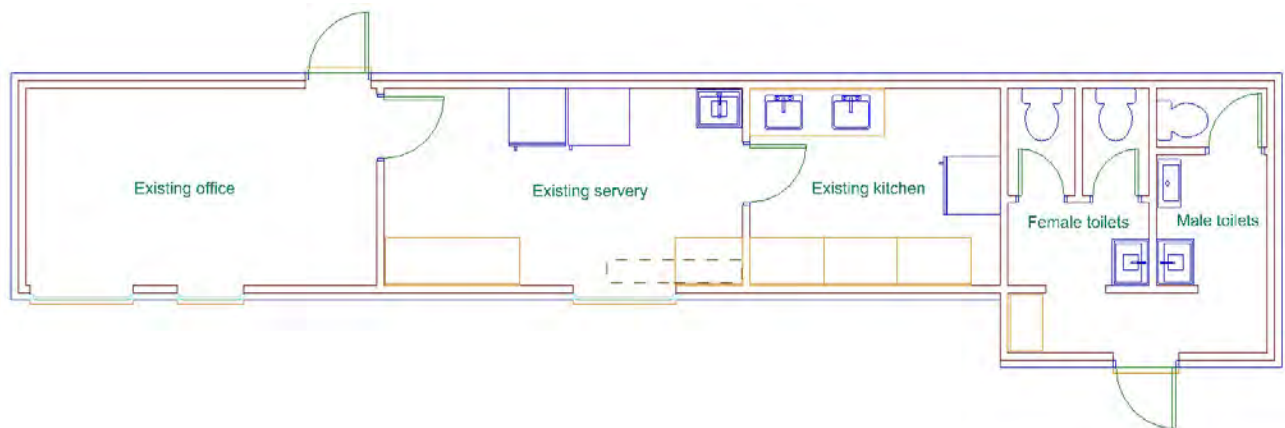 Existing office
Existing servery
Existing kitchen
Female toilets
Male toilets